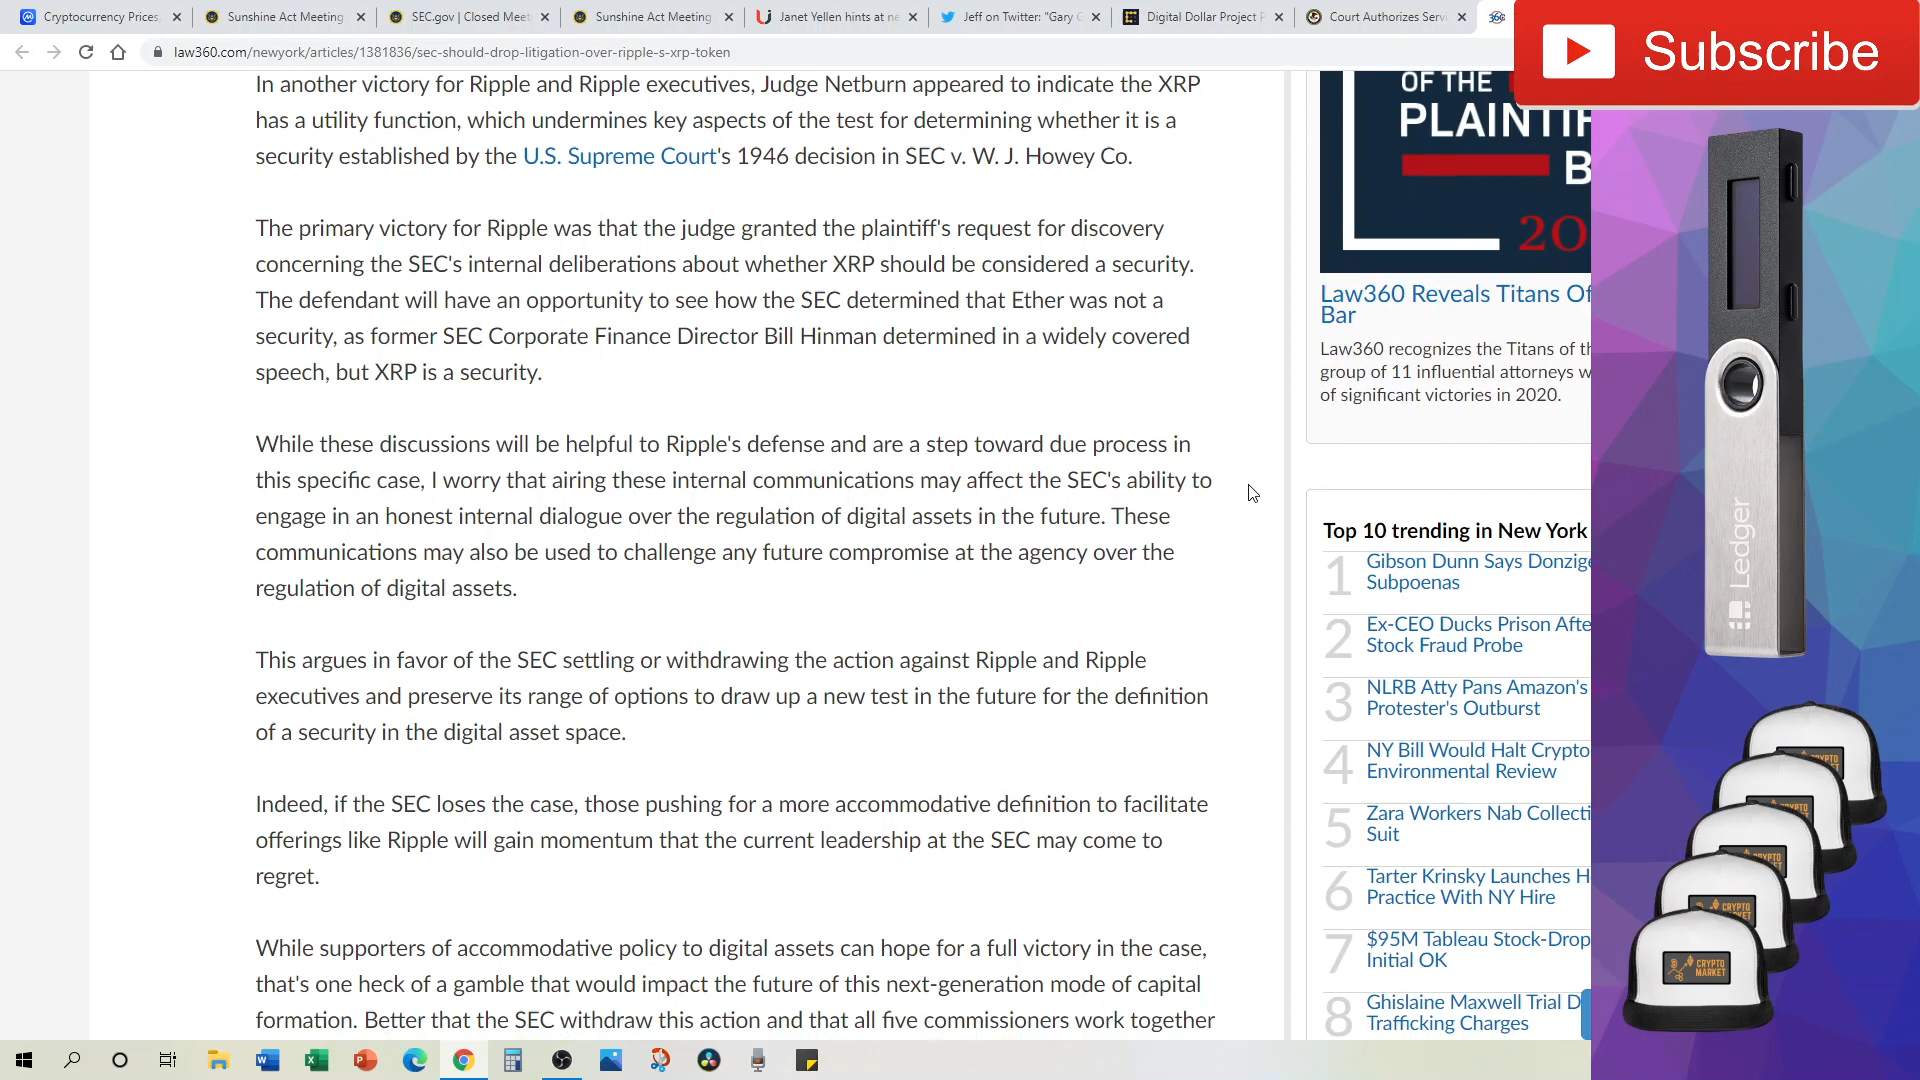 Cryptocurrency Prices,
Sunshine Act Meeting
SEC.gov | Closed Meet
Sunshine Act Meeting
Janet Yellen hints at ne
Jeff on Twitter: "Gary G
Digital Dollar Project P
Court Authorizes Servi
360
Subscribe
law360.com/newyork/articles/1381836/sec-should-drop-litigation-over-ripple-s-xrp-token
In another victory for Ripple and Ripple executives, Judge Netburn appeared to indicate the XRP
has a utility function, which undermines key aspects of the test for determining whether it is a
security established by the U.S. Supreme Court's 1946 decision in SEC v. W. J. Howey Co.
The primary victory for Ripple was that the judge granted the plaintiff's request for discovery
concerning the SEC's internal deliberations about whether XRP should be considered a security.
The defendant will have an opportunity to see how the SEC determined that Ether was not a
security, as former SEC Corporate Finance Director Bill Hinman determined in a widely covered
speech, but XRP is a security.
While these discussions will be helpful to Ripple's defense and are a step toward due process in
this specific case, I worry that airing these internal communications may affect the SEC's ability to
engage in an honest internal dialogue over the regulation of digital assets in the future. These
communications may also be used to challenge any future compromise at the agency over the
regulation of digital assets.
This argues in favor of the SEC settling or withdrawing the action against Ripple and Ripple
executives and preserve its range of options to draw up a new test in the future for the definition
of a security in the digital asset space.
Indeed, if the SEC loses the case, those pushing for a more accommodative definition to facilitate
offerings like Ripple will gain momentum that the current leadership at the SEC may come to
regret.
While supporters of accommodative policy to digital assets can hope for a full victory in the case,
that's one heck of a gamble that would impact the future of this next-generation mode of capital
formation. Better that the SEC withdraw this action and that all five commissioners work together
OF THE
PLAINTIF
B
20
Law360 Reveals Titans Of
Bar
Law360 recognizes the Titans of th
group of 11 influential attorneys w
of significant victories in 2020.
Top 10 trending in New York
1 Gibson Dunn Says Donzige
Subpoenas
2 Ex-CEO Ducks Prison Afte
Stock Fraud Probe
3 NLRB Atty Pans Amazon's
Protester's Outburst
4 NY Bill Would Halt Crypto
Environmental Review
5 Zara Workers Nab Collecti
Suit
6 Tarter Krinsky Launches H
Practice With NY Hire
7 $95M Tableau Stock-Drop
Initial OK
8 Ghislaine Maxwell Trial D
Trafficking Charges
Ledger
CRYPTO
CRYPTO
CRYPTO
MARKET